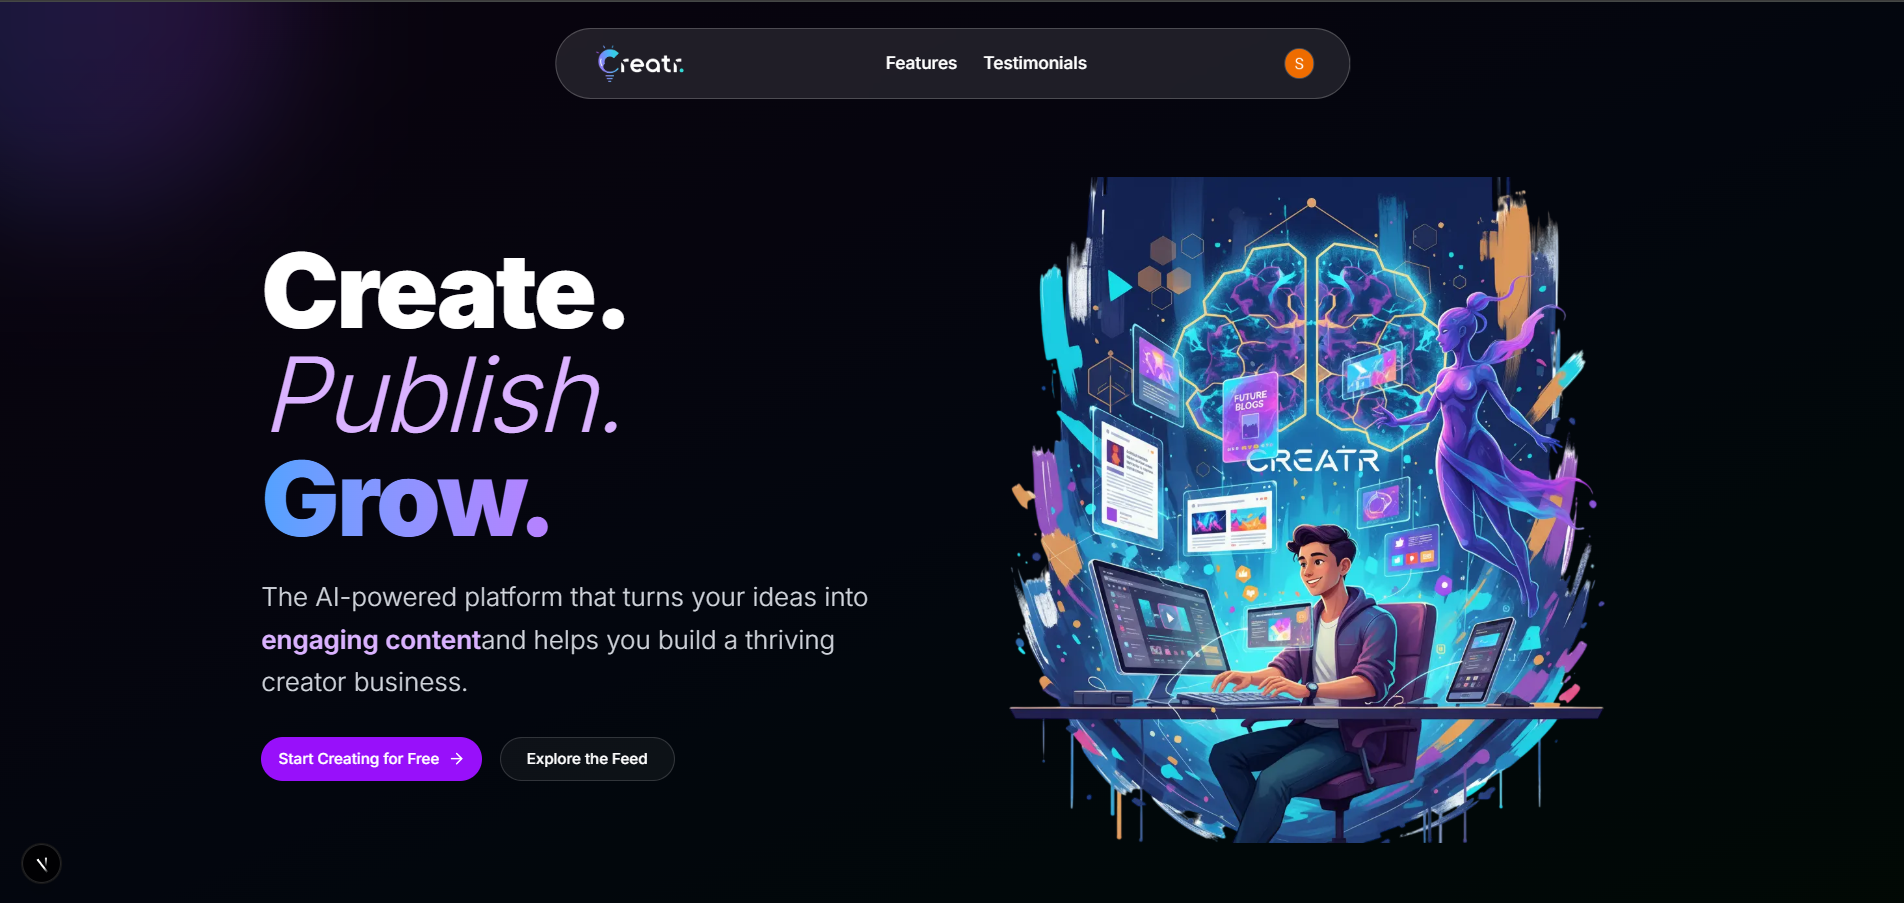 Creatr.
Features
Testimonials
S
Create.
Publish.
Grow.
The AI-powered platform that turns your ideas into
engaging contentand helps you build a thriving
creator business.
Start Creating for Free →
Explore the Feed
FUTURE
BLOGS
CREATR
N